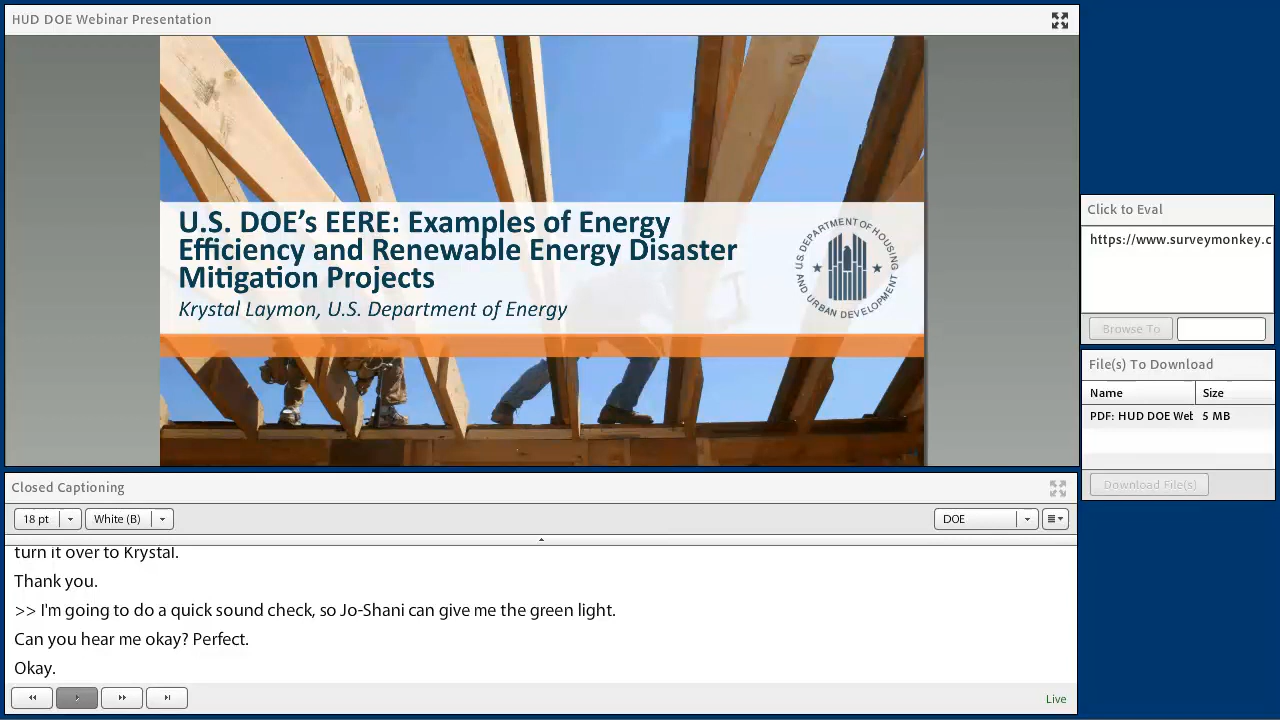 HUD DOE Webinar Presentation
U.S. DOE's EERE: Examples of Energy
Efficiency and Renewable Energy Disaster
Mitigation Projects
Krystal Laymon, U.S. Department of Energy
U.S. DEPARTMENT OF HOUSING
AND URBAN DEVELOPMENT
Click to Eval
https://www.surveymonkey.c
Browse To
File(s) To Download
Name Size
PDF: HUD DOE Wel 5 MB
Download File(s)
Closed Captioning
18 pt White (B) DOE
turn it over to Krystal.
Thank you.
>> I'm going to do a quick sound check, so Jo-Shani can give me the green light.
Can you hear me okay? Perfect.
Okay.
Live